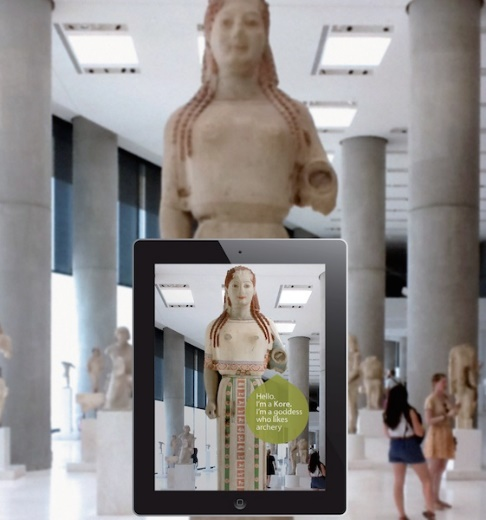 Hello.
I'm a Kore.
I'm a goddess
who likes
archery